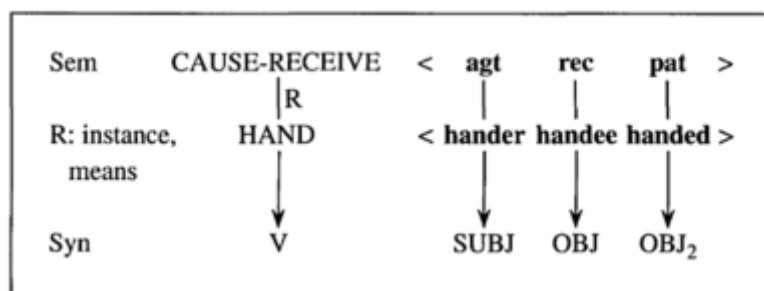 Sem CAUSE-RECEIVE < agt rec pat >
R
R: instance, HAND < hander handee handed >
means
Syn V SUBJ OBJ OBJ₂